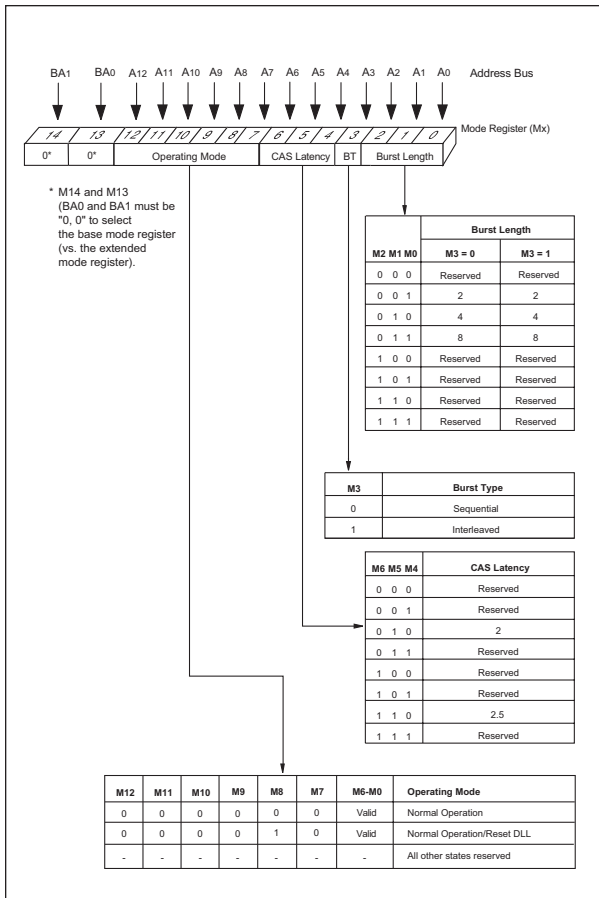 BA1 BA0 A12 A11 A10 A9 A8 A7 A6 A5 A4 A3 A2 A1 A0 Address Bus
14 13 12 11 10 9 8 7 6 5 4 3 2 1 0 Mode Register (Mx)
0* 0* Operating Mode CAS Latency BT Burst Length
* M14 and M13
(BA0 and BA1 must be
"0, 0" to select
the base mode register
(vs. the extended
mode register).
Burst Length
M2 M1 M0 M3 = 0 M3 = 1
0 0 0 Reserved Reserved
0 0 1 2 2
0 1 0 4 4
0 1 1 8 8
1 0 0 Reserved Reserved
1 0 1 Reserved Reserved
1 1 0 Reserved Reserved
1 1 1 Reserved Reserved
M3 Burst Type
0 Sequential
1 Interleaved
M6 M5 M4 CAS Latency
0 0 0 Reserved
0 0 1 Reserved
0 1 0 2
0 1 1 Reserved
1 0 0 Reserved
1 0 1 Reserved
1 1 0 2.5
1 1 1 Reserved
M12 M11 M10 M9 M8 M7 M6-M0 Operating Mode
0 0 0 0 0 0 Valid Normal Operation
0 0 0 0 1 0 Valid Normal Operation/Reset DLL
- - - - - - - All other states reserved